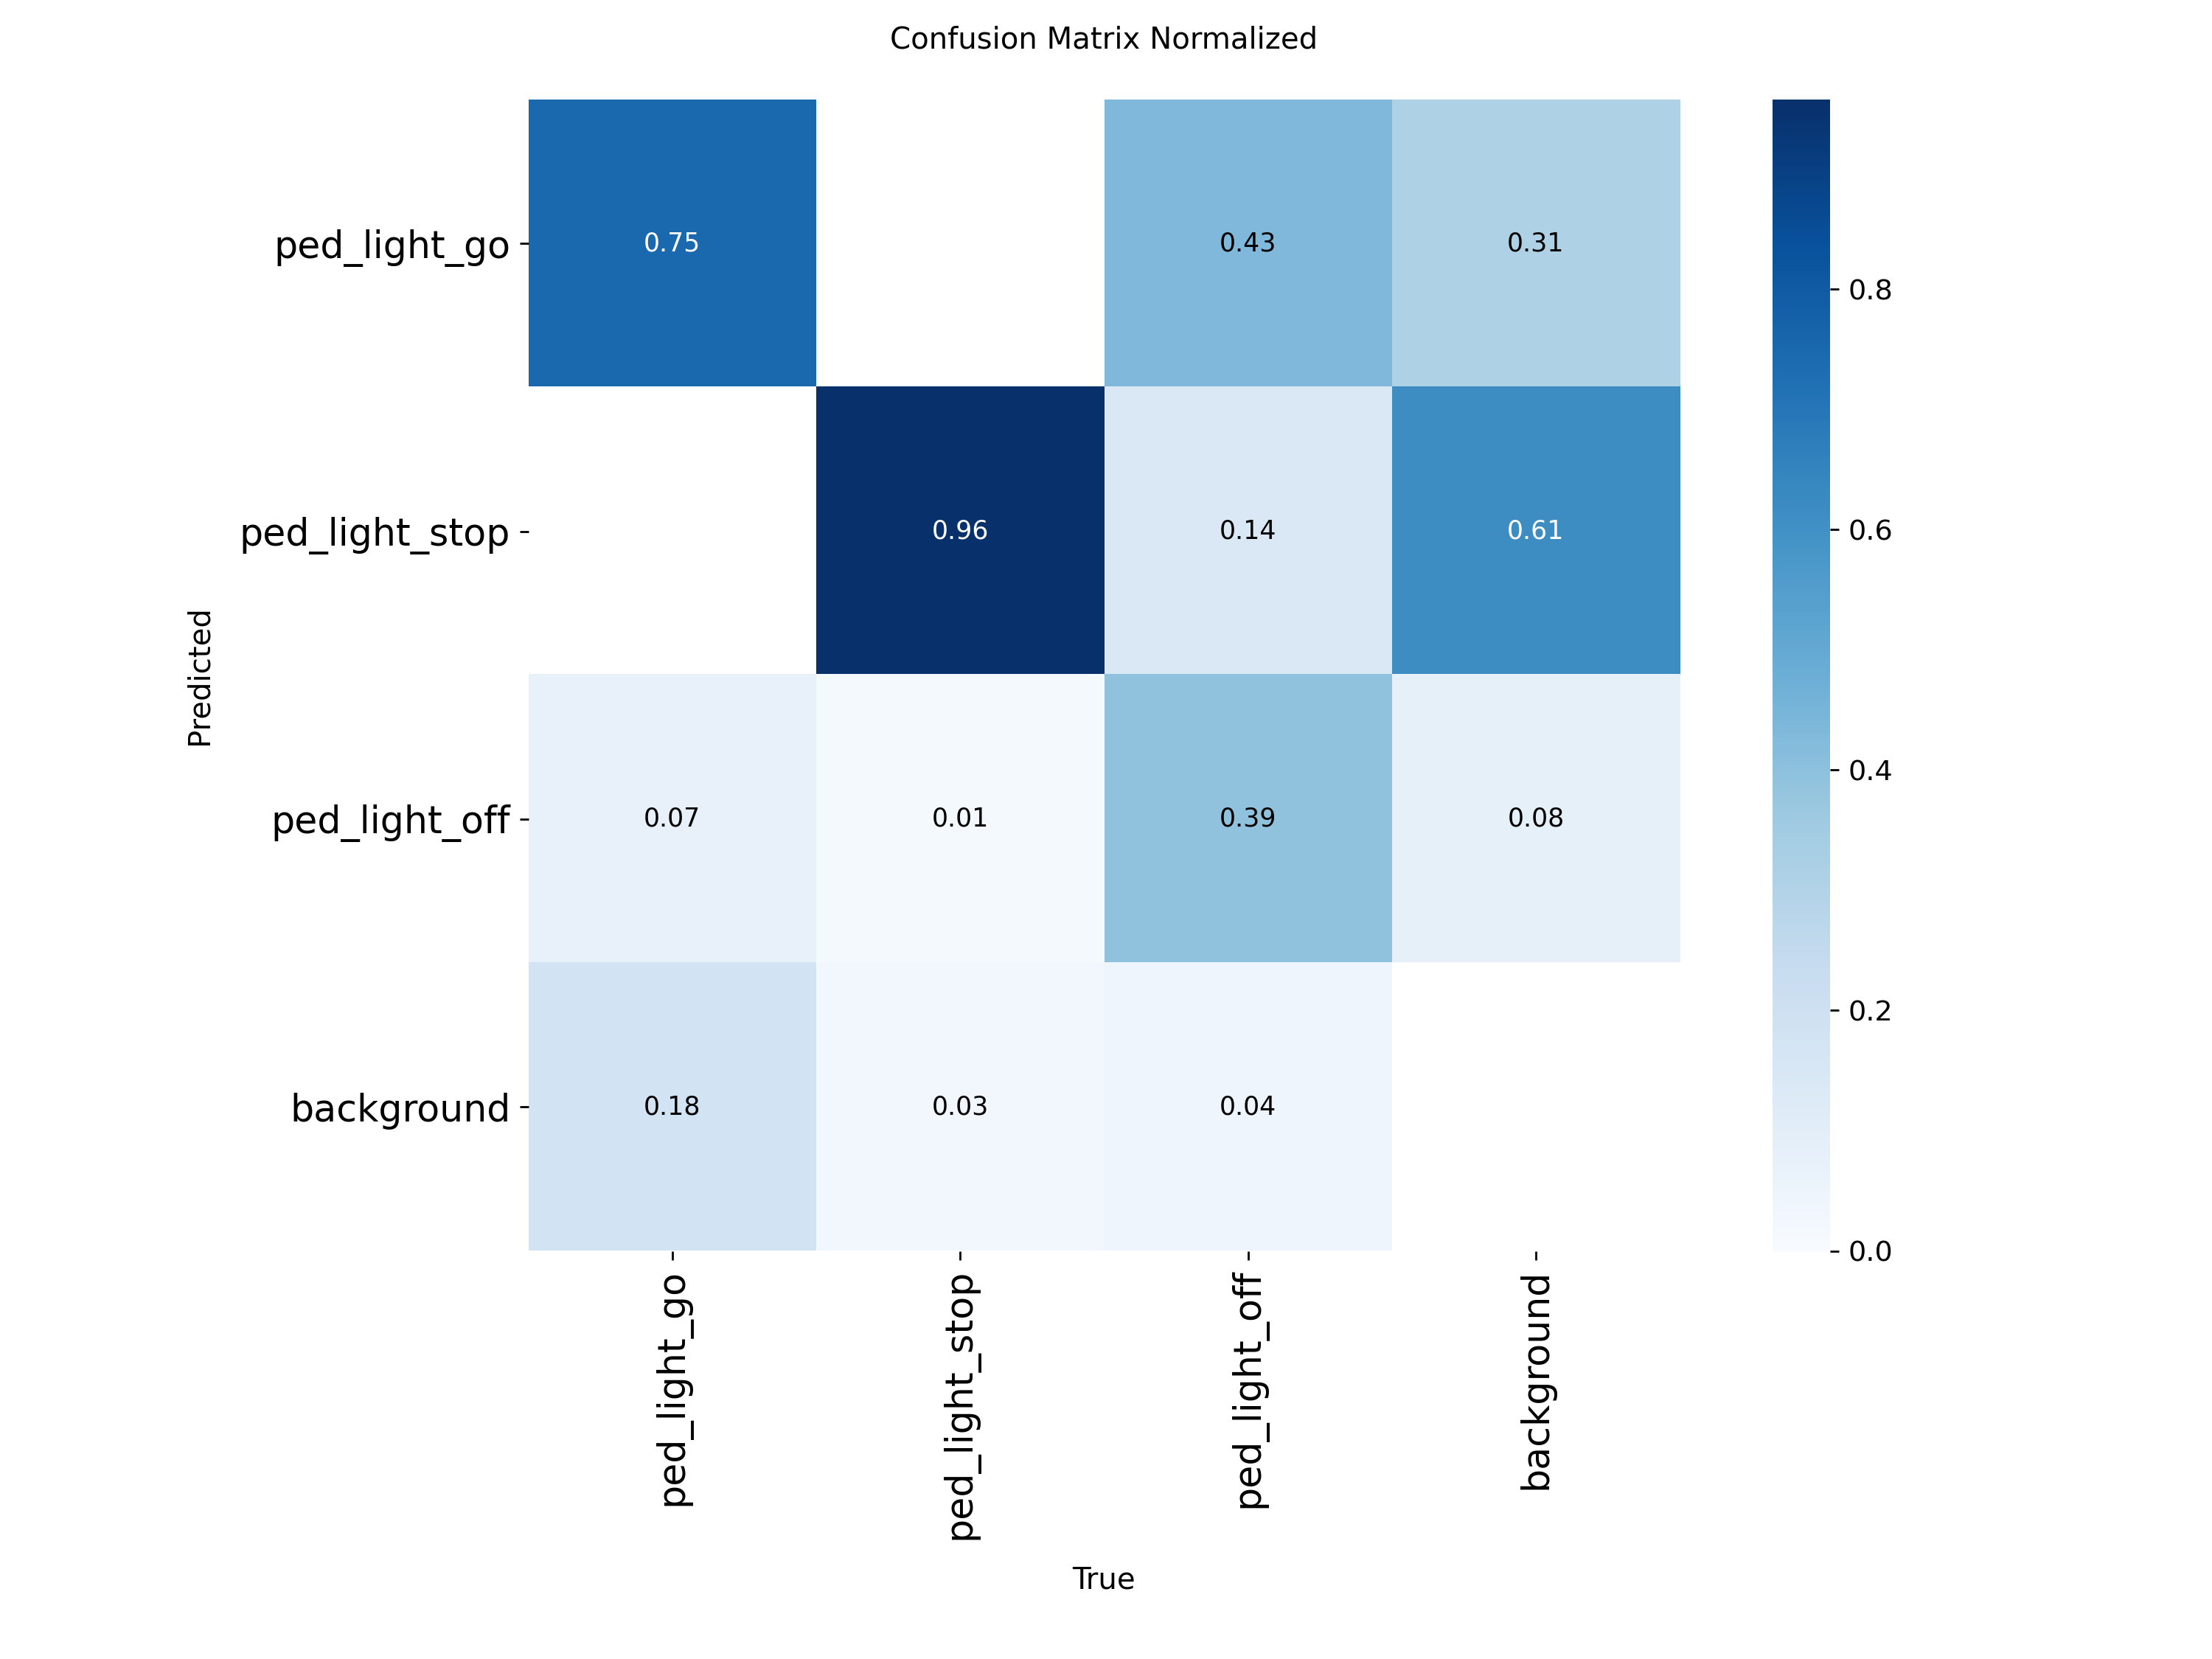 Confusion Matrix Normalized
ped_light_go
0.75
0.43
0.31
ped_light_stop
0.96
0.14
0.61
ped_light_off
0.07
0.01
0.39
0.08
background
0.18
0.03
0.04
Predicted
ped_light_go
ped_light_stop
ped_light_off
background
True
0.8
0.6
0.4
0.2
0.0